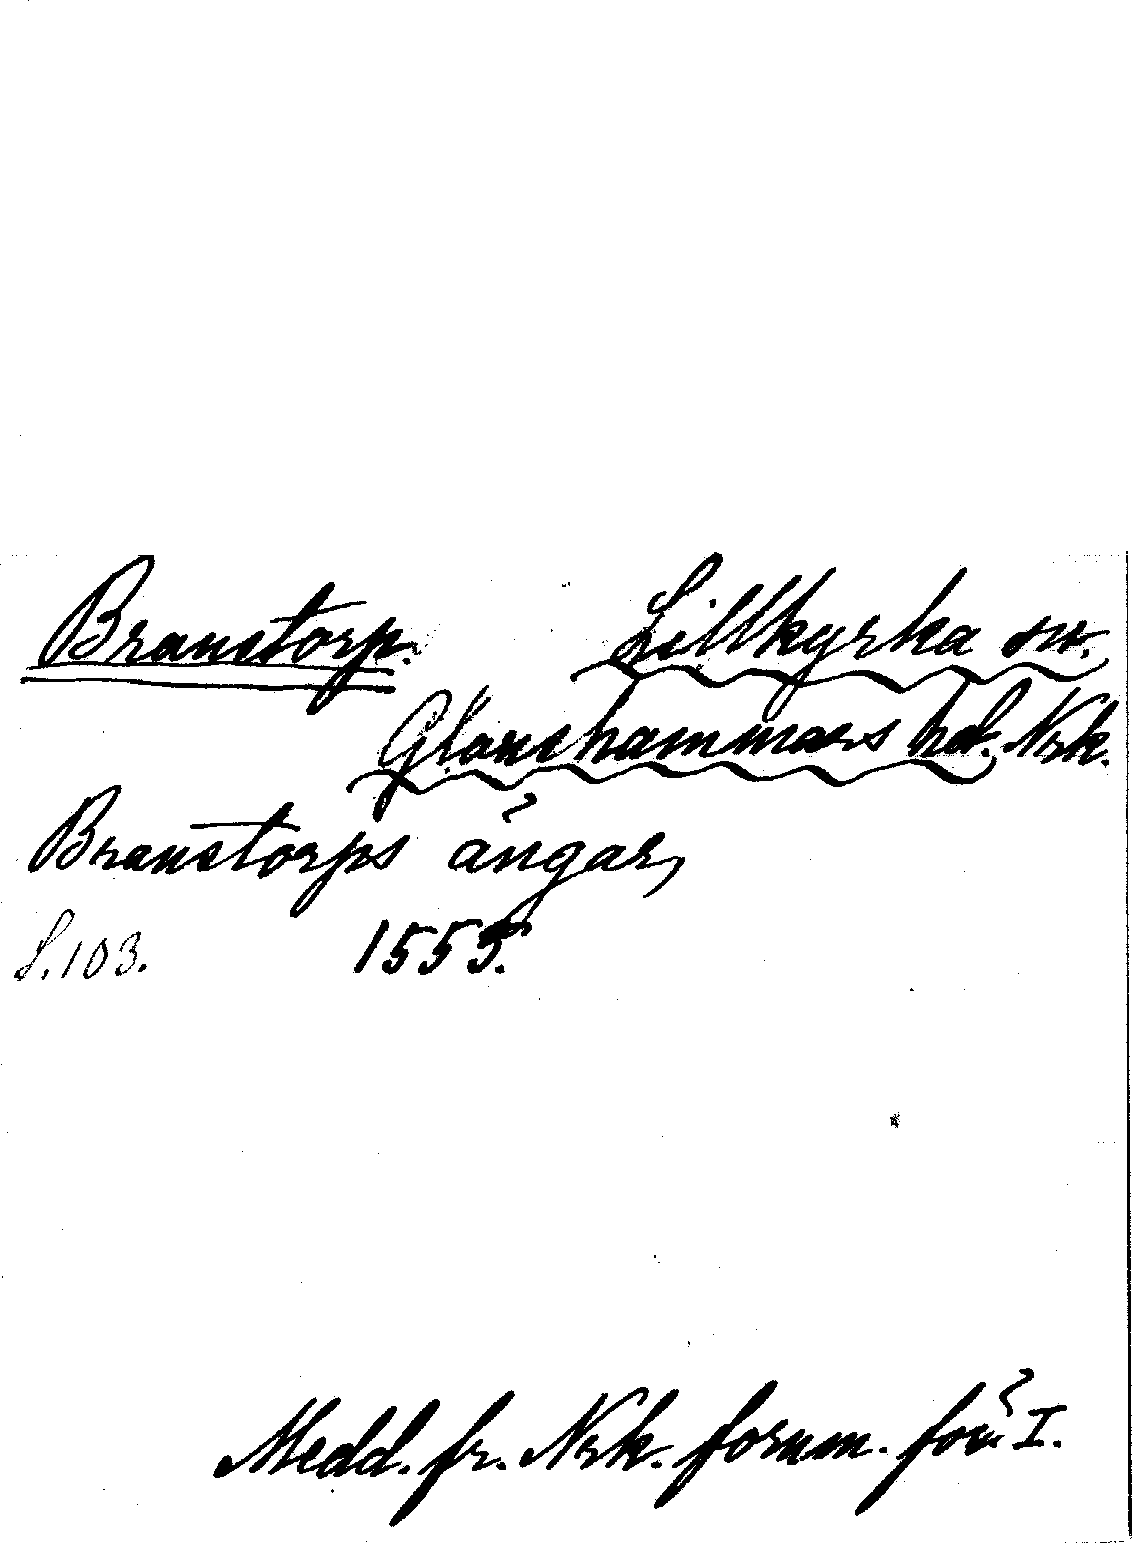 Branstorp. Lillkyrka sn.
Glanshammars hd. Nrk.
Branstorps ängar,
S. 103. 1555.
Medd. fr. Nrk. fornm. för. I.